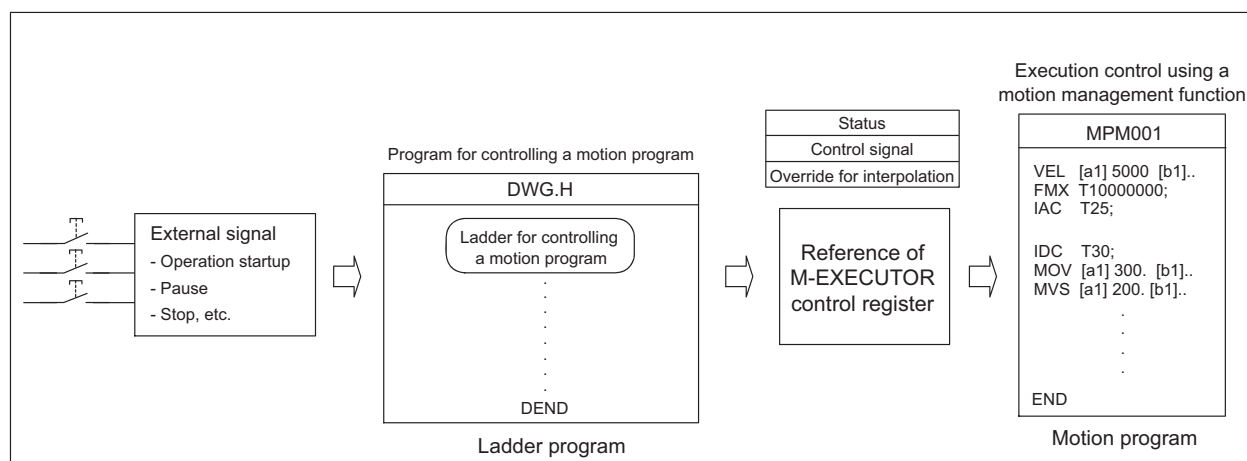 External signal
- Operation startup
- Pause
- Stop, etc.
Program for controlling a motion program
DWG.H
Ladder for controlling
a motion program
.
.
.
.
.
.
.
.
DEND
Ladder program
Status
Control signal
Override for interpolation
Reference of
M-EXECUTOR
control register
Execution control using a
motion management function
MPM001
VEL [a1] 5000 [b1]..
FMX T10000000;
IAC T25;
IDC T30;
MOV [a1] 300. [b1]..
MVS [a1] 200. [b1]..
.
.
.
.
END
Motion program